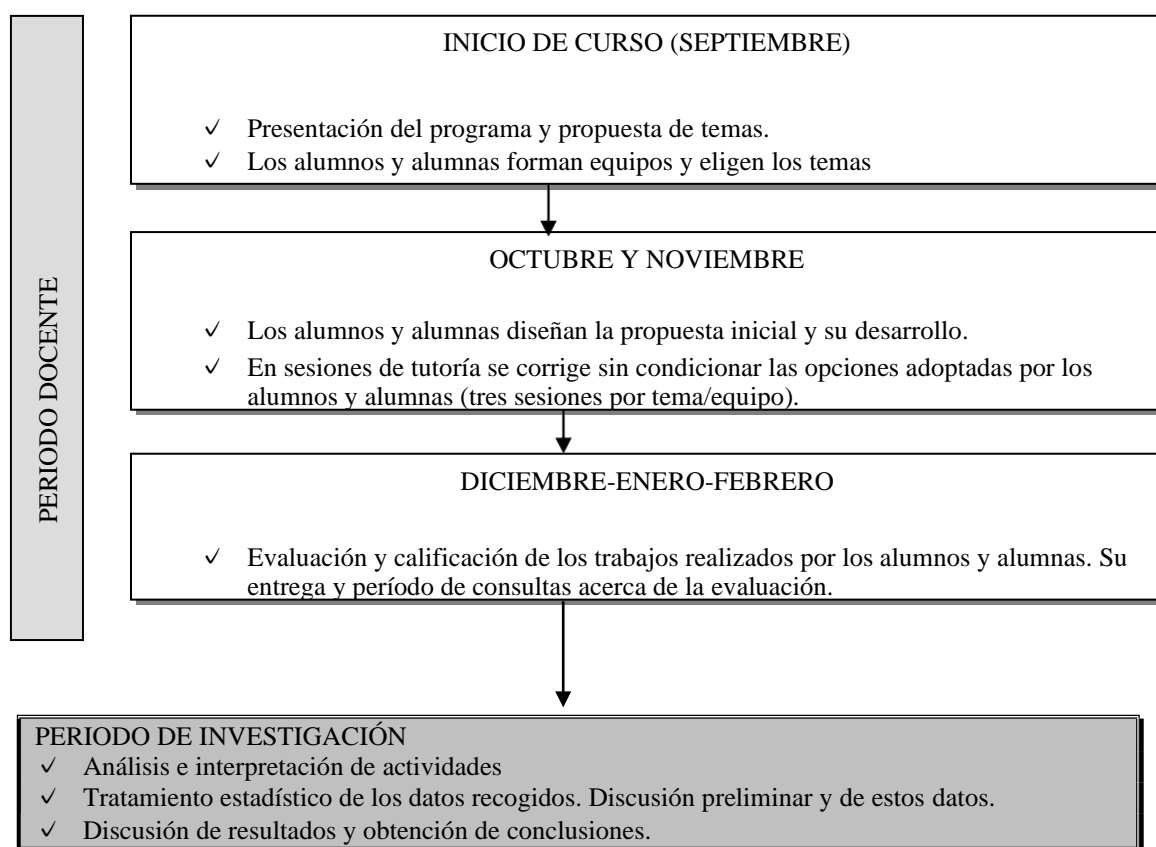 PERIODO DOCENTE
INICIO DE CURSO (SEPTIEMBRE)
✓ Presentación del programa y propuesta de temas.
✓ Los alumnos y alumnas forman equipos y eligen los temas
OCTUBRE Y NOVIEMBRE
✓ Los alumnos y alumnas diseñan la propuesta inicial y su desarrollo.
✓ En sesiones de tutoría se corrige sin condicionar las opciones adoptadas por los
alumnos y alumnas (tres sesiones por tema/equipo).
DICIEMBRE-ENERO-FEBRERO
✓ Evaluación y calificación de los trabajos realizados por los alumnos y alumnas. Su
entrega y período de consultas acerca de la evaluación.
PERIODO DE INVESTIGACIÓN
✓ Análisis e interpretación de actividades
✓ Tratamiento estadístico de los datos recogidos. Discusión preliminar y de estos datos.
✓ Discusión de resultados y obtención de conclusiones.